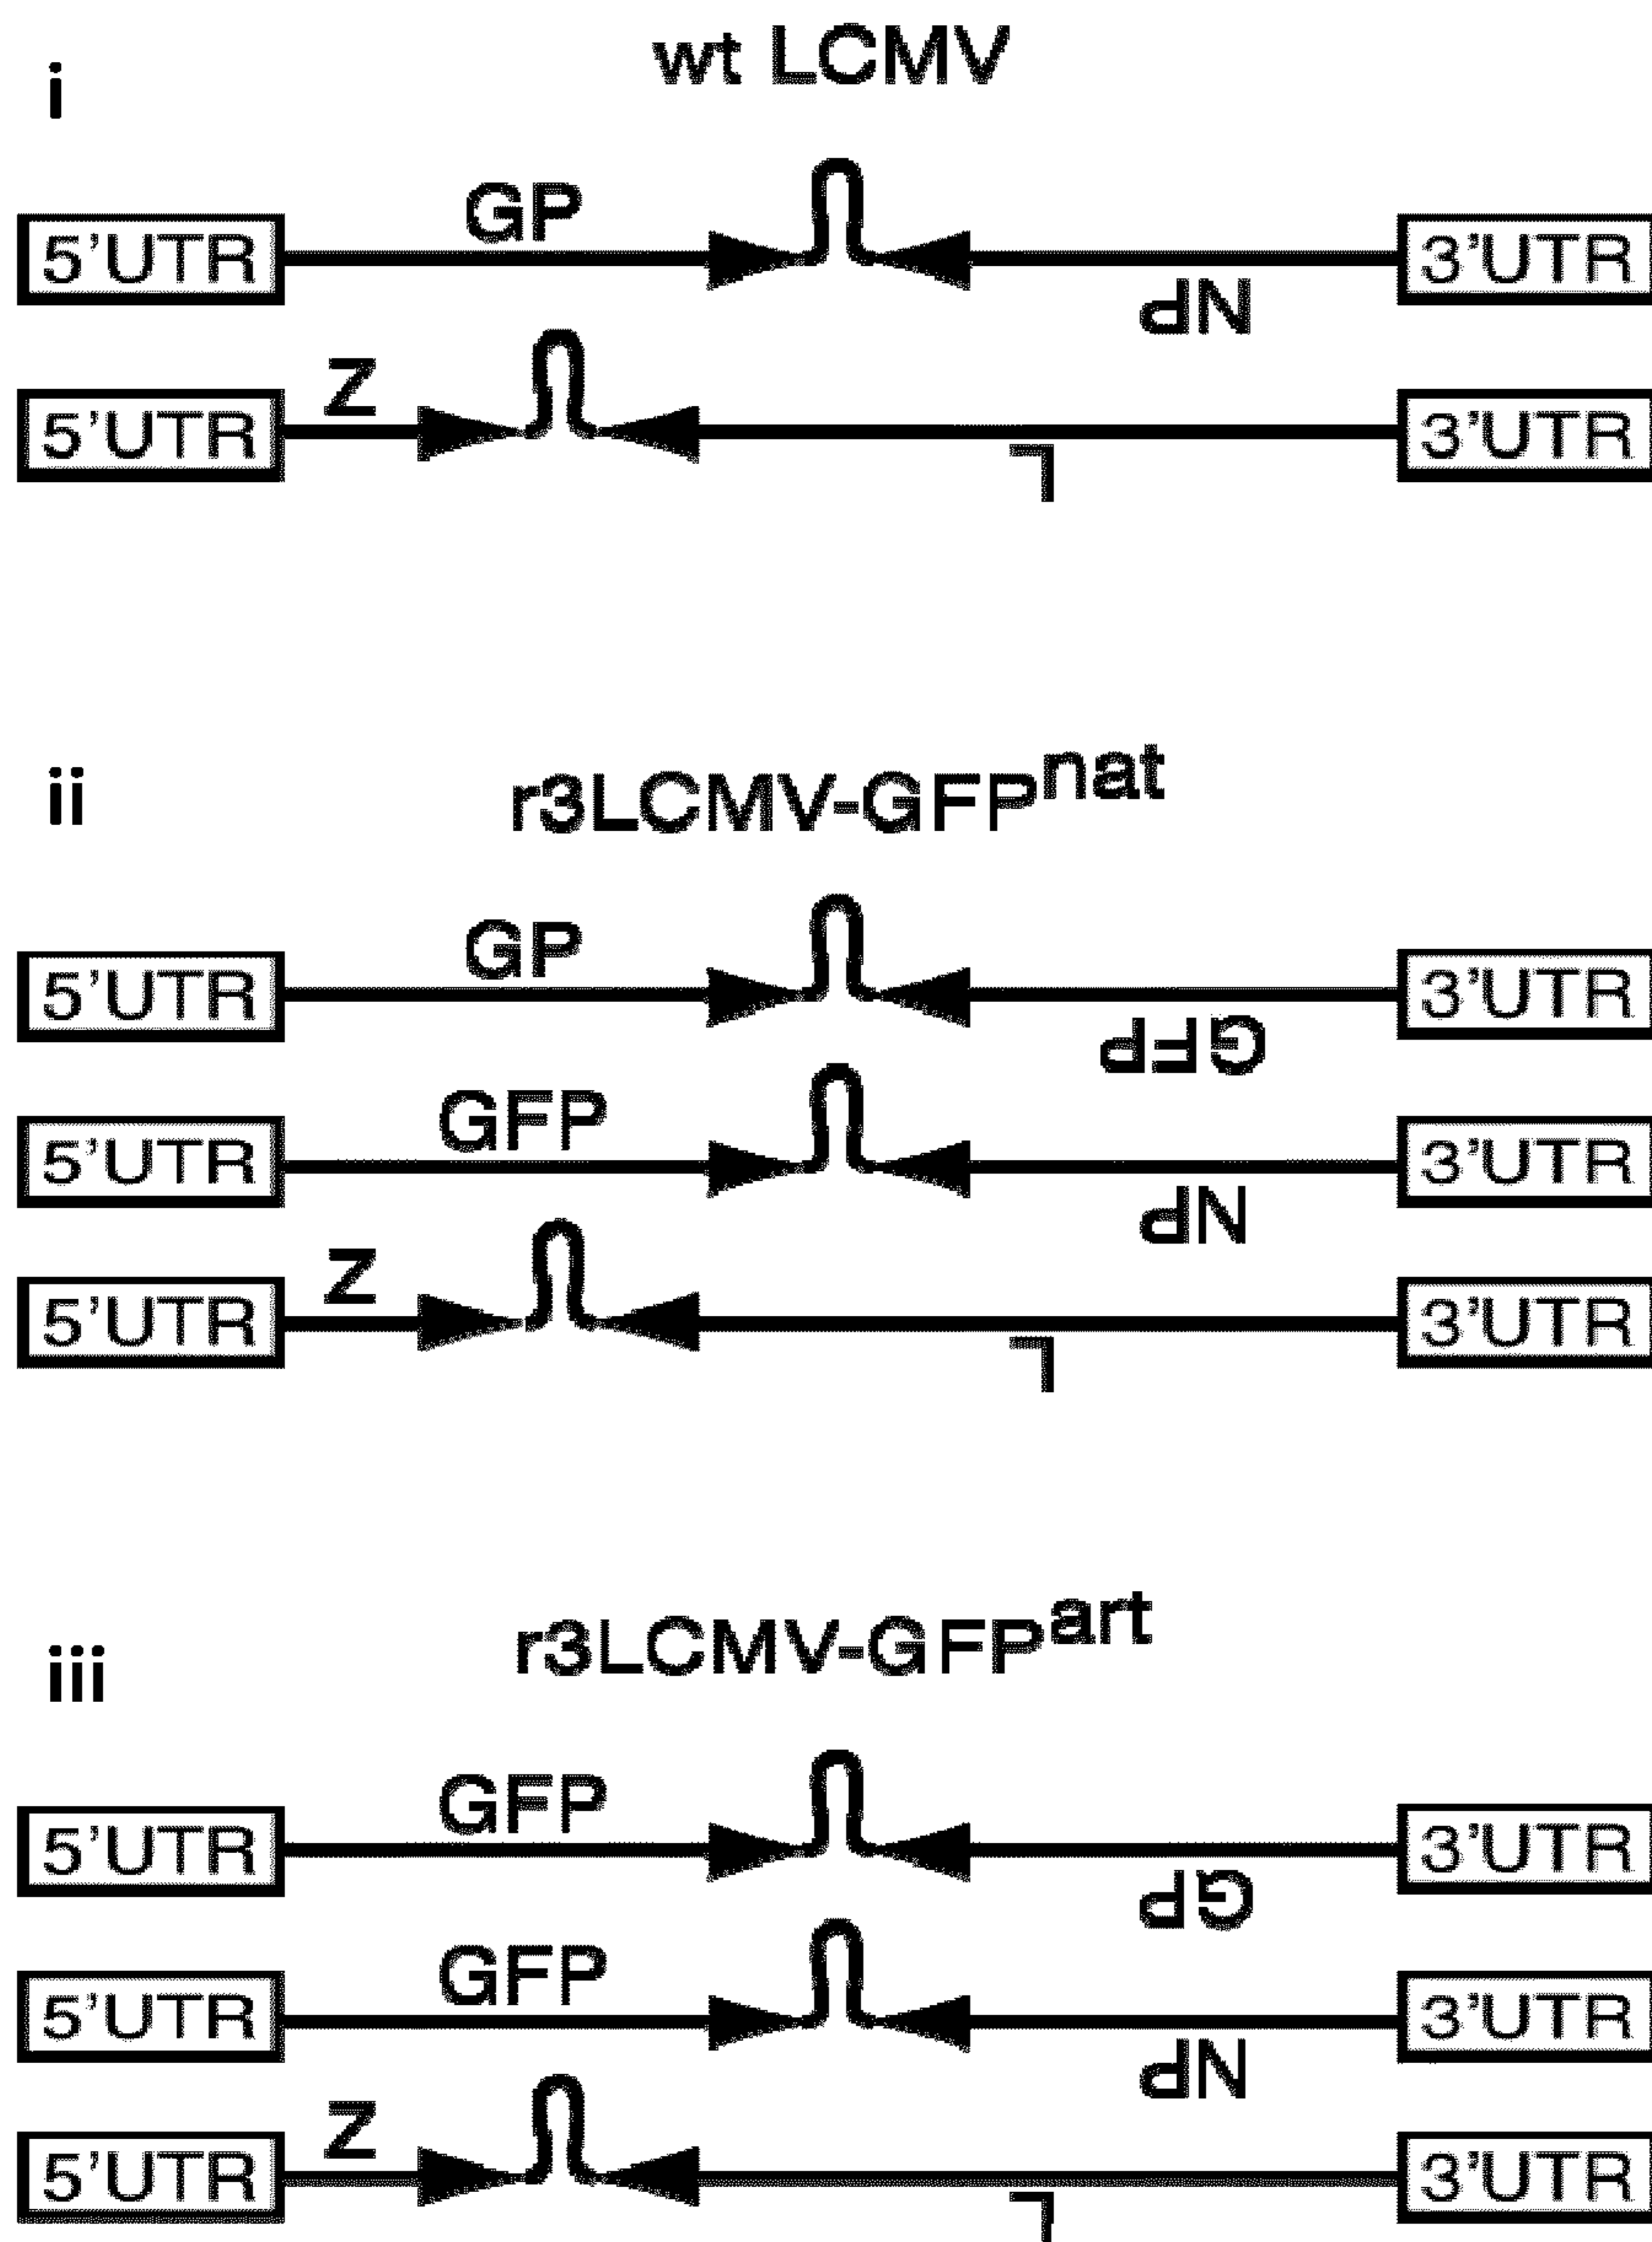 i
wt LCMV
5'UTR GP NP 3'UTR
5'UTR Z L 3'UTR
ii
r3LCMV-GFPnat
5'UTR GP GFP 3'UTR
5'UTR GFP NP 3'UTR
5'UTR Z L 3'UTR
iii
r3LCMV-GFPart
5'UTR GFP GP 3'UTR
5'UTR GFP NP 3'UTR
5'UTR Z L 3'UTR